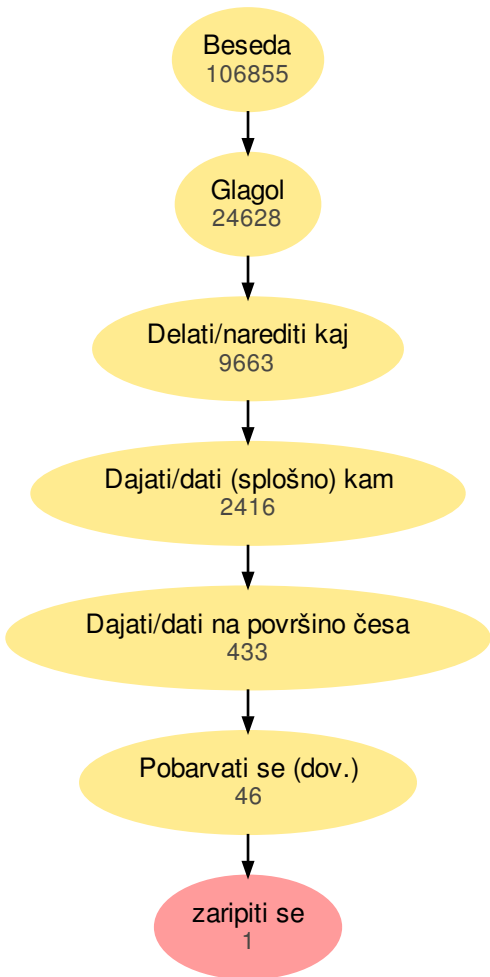 Beseda
106855
Glagol
24628
Delati/narediti kaj
9663
Dajati/dati (splošno) kam
2416
Dajati/dati na površino česa
433
Pobarvati se (dov.)
46
zaripiti se
1